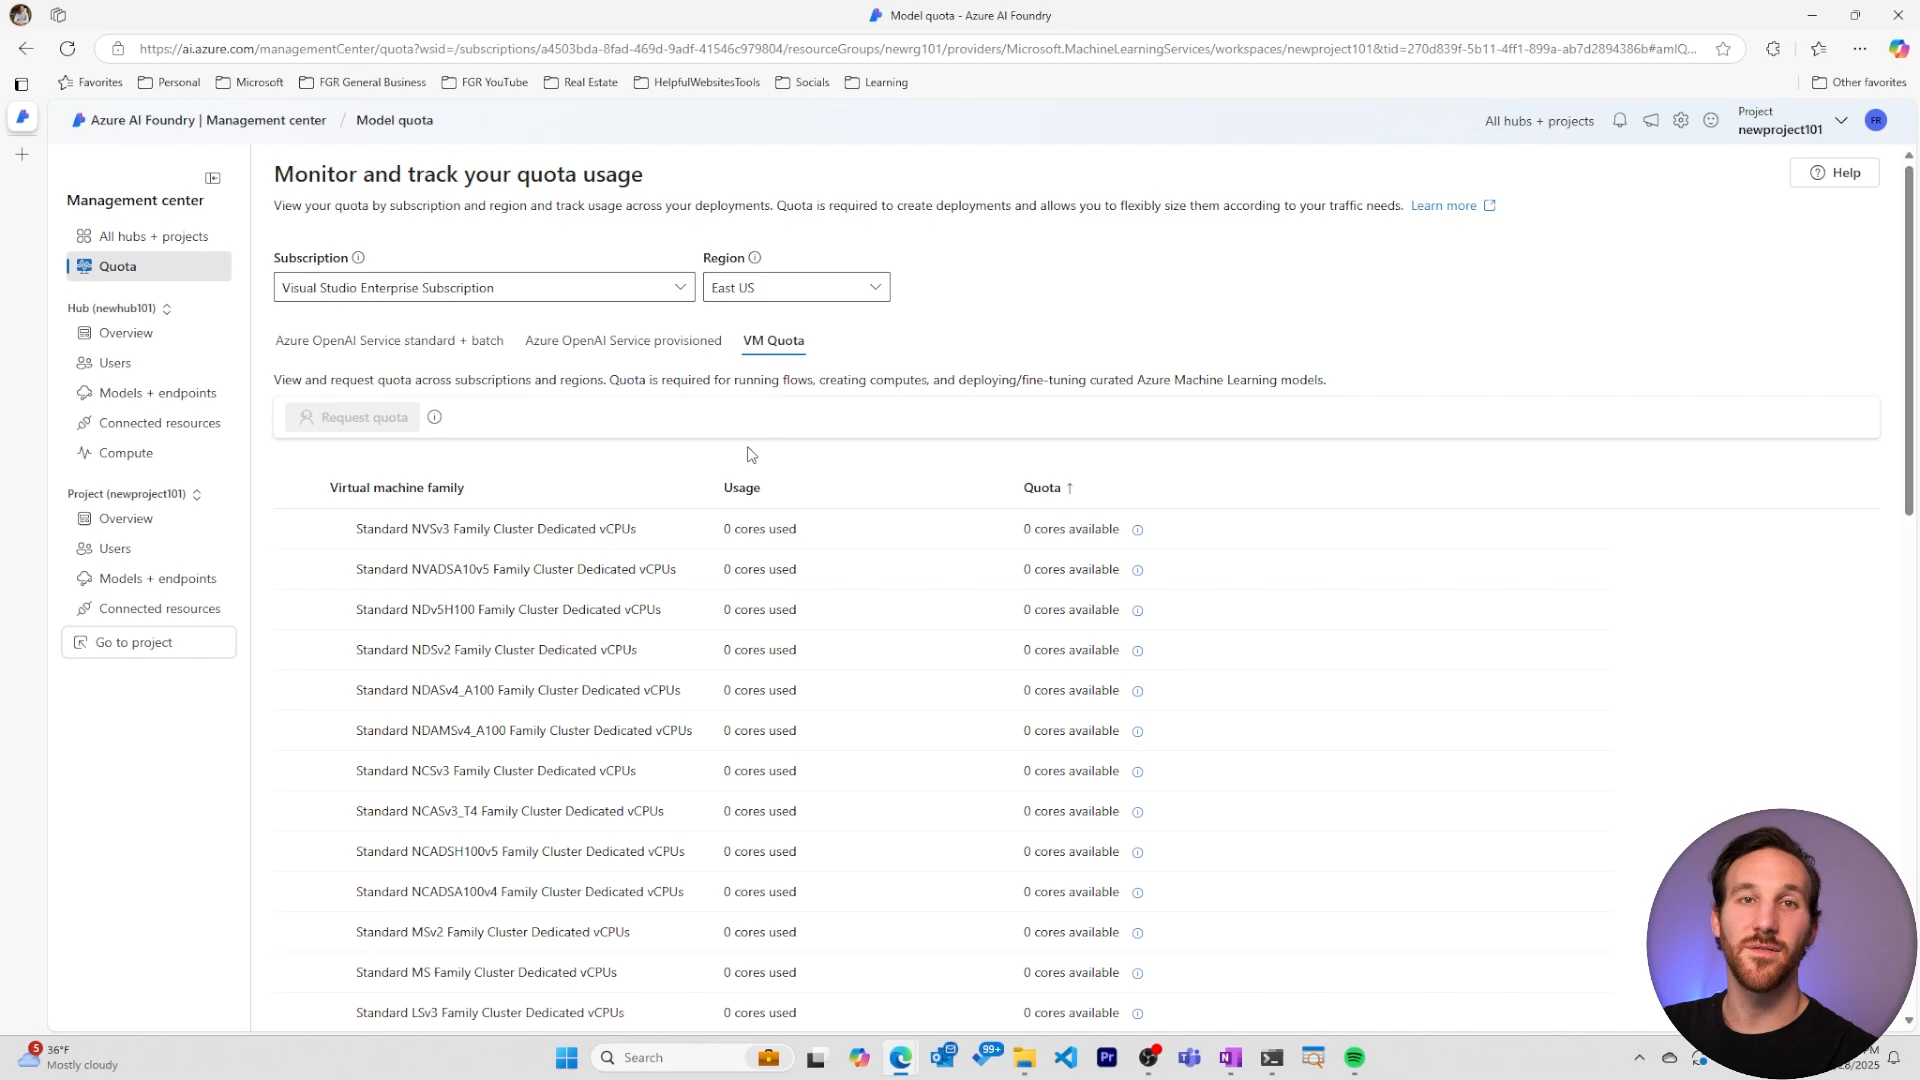 Model quota - Azure AI Foundry
https://ai.azure.com/managementCenter/quota?wsid=/subscriptions/a4503bda-8fad-469d-9adf-41546c979804/resourceGroups/newrg101/providers/Microsoft.MachineLearningServices/workspaces/newproject101&tid=270d839f-5b11-4ff1-899a-ab7d2894386b#amlQ...
Favorites Personal Microsoft FGR General Business FGR YouTube Real Estate HelpfulWebsitesTools Socials Learning Other favorites
Azure AI Foundry | Management center / Model quota
All hubs + projects
Project
newproject101
FR
Management center
All hubs + projects
Quota
Hub (newhub101)
Overview
Users
Models + endpoints
Connected resources
Compute
Project (newproject101)
Overview
Users
Models + endpoints
Connected resources
Go to project
Monitor and track your quota usage
Help
View your quota by subscription and region and track usage across your deployments. Quota is required to create deployments and allows you to flexibly size them according to your traffic needs. Learn more
Subscription Region
Visual Studio Enterprise Subscription East US
Azure OpenAI Service standard + batch Azure OpenAI Service provisioned VM Quota
View and request quota across subscriptions and regions. Quota is required for running flows, creating computes, and deploying/fine-tuning curated Azure Machine Learning models.
Request quota
Virtual machine family Usage Quota ↑
Standard NVSv3 Family Cluster Dedicated vCPUs 0 cores used 0 cores available
Standard NVADSA10v5 Family Cluster Dedicated vCPUs 0 cores used 0 cores available
Standard NDv5H100 Family Cluster Dedicated vCPUs 0 cores used 0 cores available
Standard NDSv2 Family Cluster Dedicated vCPUs 0 cores used 0 cores available
Standard NDASv4_A100 Family Cluster Dedicated vCPUs 0 cores used 0 cores available
Standard NDAMSv4_A100 Family Cluster Dedicated vCPUs 0 cores used 0 cores available
Standard NCSv3 Family Cluster Dedicated vCPUs 0 cores used 0 cores available
Standard NCASv3_T4 Family Cluster Dedicated vCPUs 0 cores used 0 cores available
Standard NCADSH100v5 Family Cluster Dedicated vCPUs 0 cores used 0 cores available
Standard NCADSA100v4 Family Cluster Dedicated vCPUs 0 cores used 0 cores available
Standard MSv2 Family Cluster Dedicated vCPUs 0 cores used 0 cores available
Standard MS Family Cluster Dedicated vCPUs 0 cores used 0 cores available
Standard LSv3 Family Cluster Dedicated vCPUs 0 cores used 0 cores available
5
36°F
Mostly cloudy
Search
99+
Pr